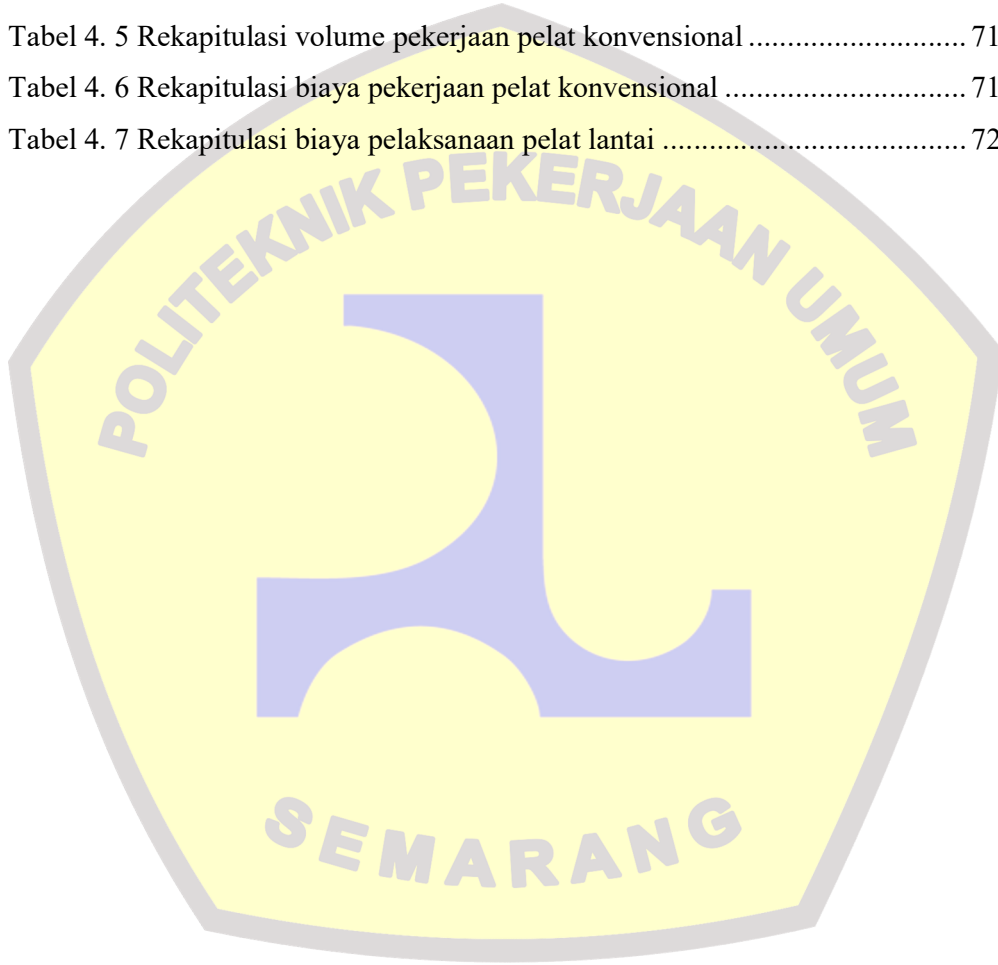 Tabel 4. 5 Rekapitulasi volume pekerjaan pelat konvensional ............................ 71
Tabel 4. 6 Rekapitulasi biaya pekerjaan pelat konvensional ............................... 71
Tabel 4. 7 Rekapitulasi biaya pelaksanaan pelat lantai ....................................... 72
POLITEKNIK PEKERJAAN UMUM
SEMARANG